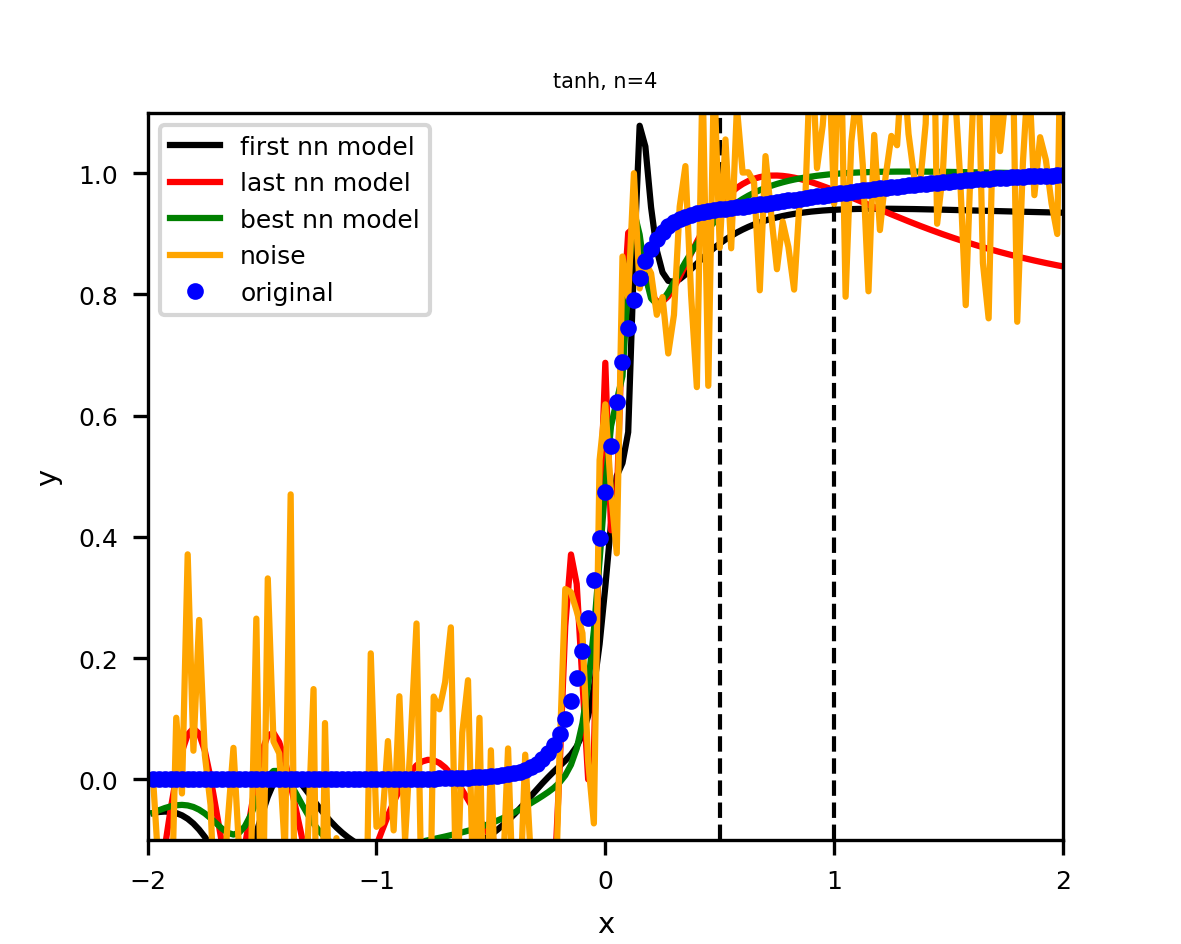 tanh, n=4
first nn model
last nn model
best nn model
noise
original
1.0
0.8
0.6
0.4
0.2
0.0
y
−2
−1
0
1
2
x